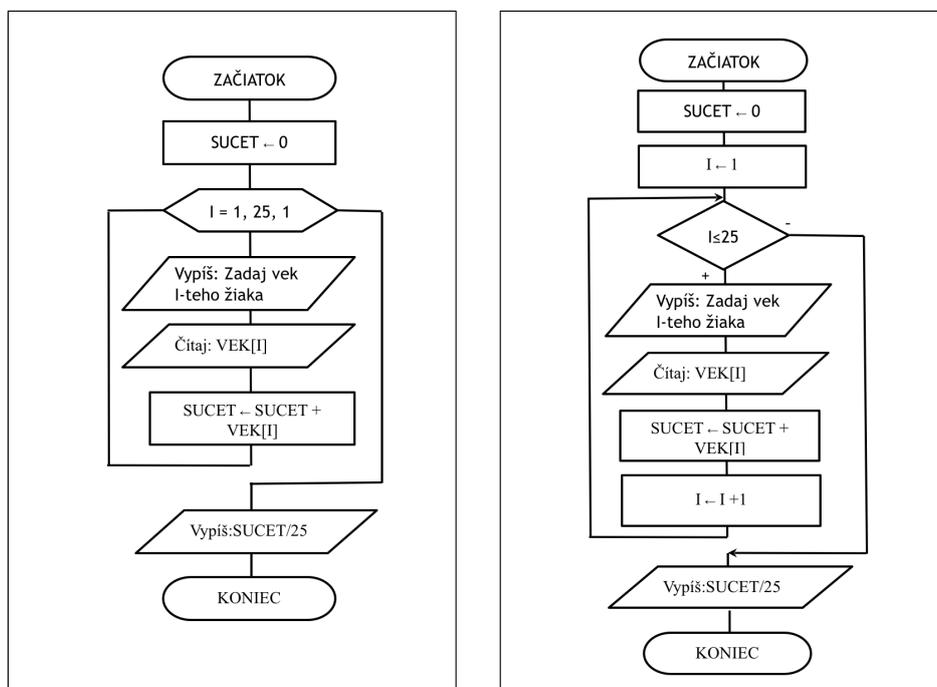 ZAČIATOK
SUCET ← 0
I = 1, 25, 1
Vypíš: Zadaj vek
I-teho žiaka
Čítaj: VEK[I]
SUCET ← SUCET +
VEK[I]
Vypíš:SUCET/25
KONIEC
ZAČIATOK
SUCET ← 0
I ← 1
I≤25
-
+
Vypíš: Zadaj vek
I-teho žiaka
Čítaj: VEK[I]
SUCET ← SUCET +
VEK[I]
I ← I +1
Vypíš:SUCET/25
KONIEC